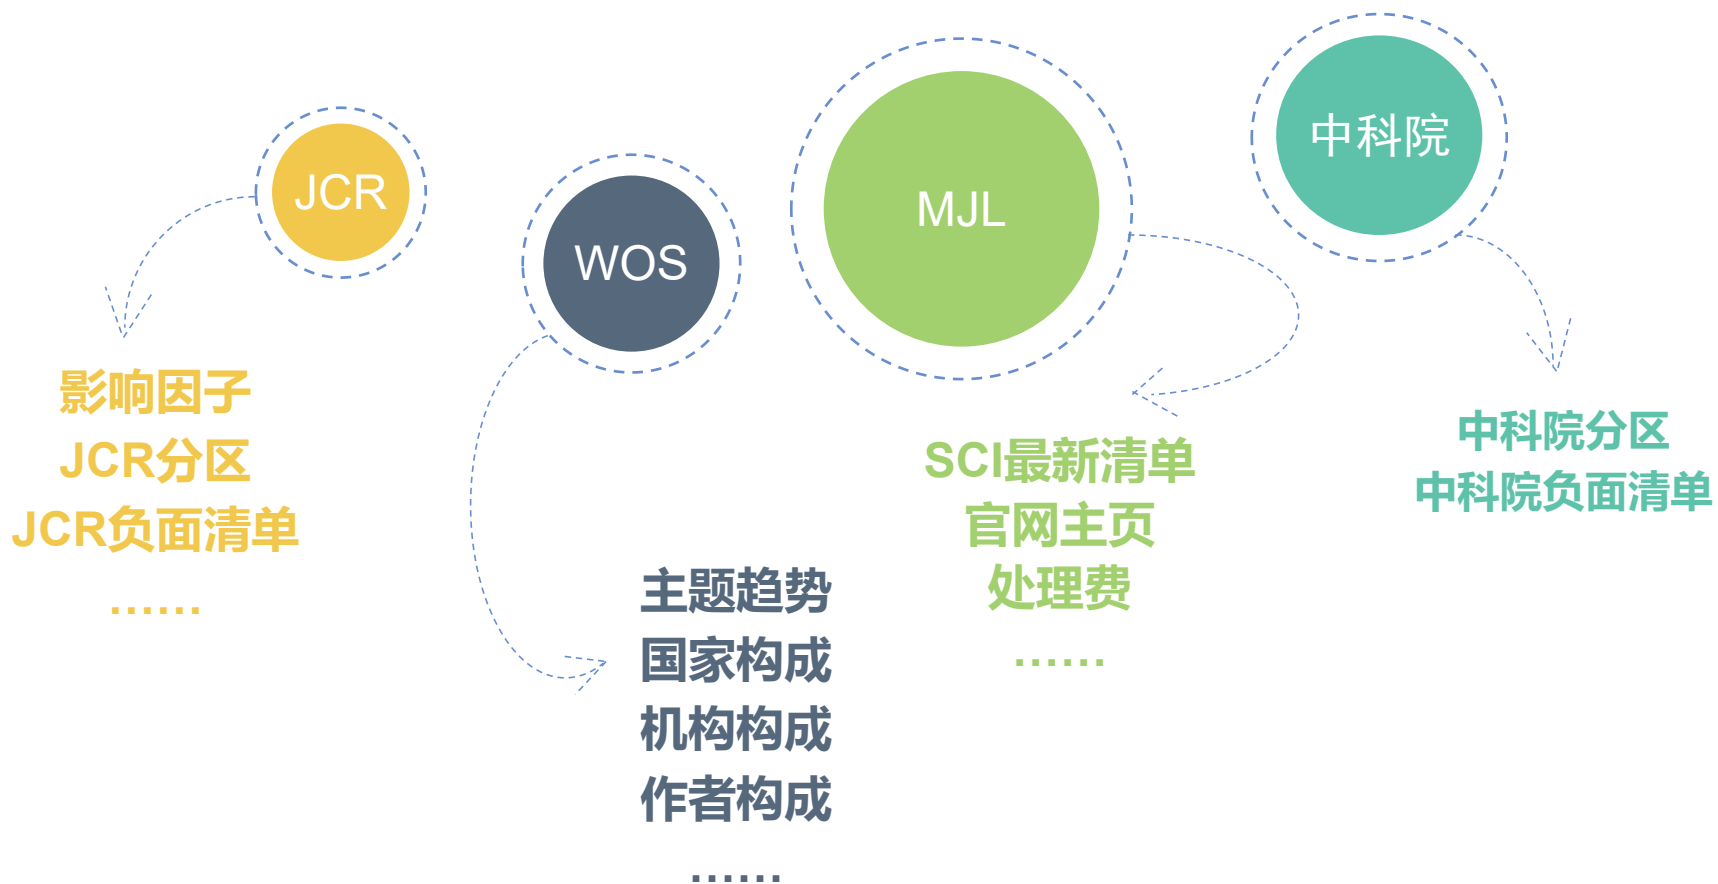 JCR
WOS
MJL
中科院
影响因子
JCR分区
JCR负面清单
……
主题趋势
国家构成
机构构成
作者构成
……
SCI最新清单
官网主页
处理费
……
中科院分区
中科院负面清单